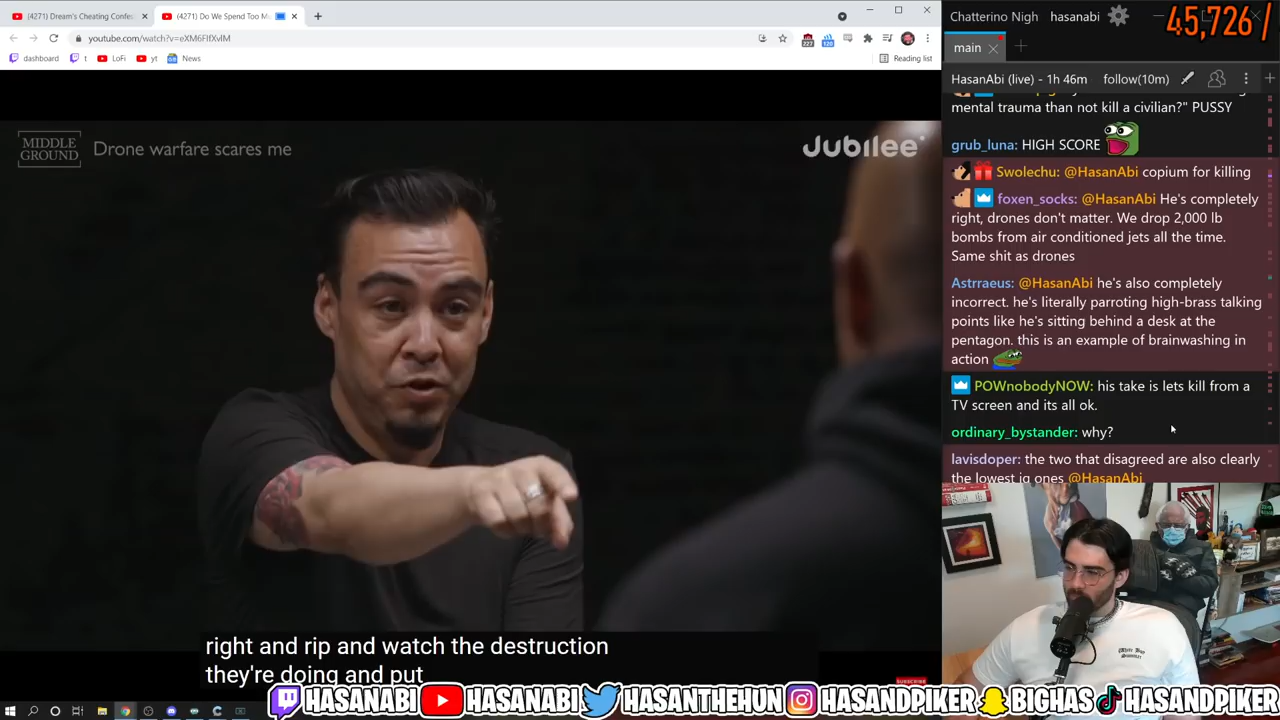 (4271) Dream's Cheating Confe
(4271) Do We Spend Too M
youtube.com/watch?v=eXM6FIfXvIM
dashboard
t
LoFi
yt
News
Reading list
MIDDLE
GROUND
Drone warfare scares me
Jubilee
right and rip and watch the destruction
they're doing and put
SUBSCRIBE
Chatterino Nigh
hasanabi
45,726 /
main
HasanAbi (live) - 1h 46m
follow(10m)
mental trauma than not kill a civilian?" PUSSY
grub_luna: HIGH SCORE
Swolechu: @HasanAbi copium for killing
foxen_socks: @HasanAbi He's completely
right, drones don't matter. We drop 2,000 lb
bombs from air conditioned jets all the time.
Same shit as drones
Astrraeus: @HasanAbi he's also completely
incorrect. he's literally parroting high-brass talking
points like he's sitting behind a desk at the
pentagon. this is an example of brainwashing in
action
POWnobodyNOW: his take is lets kill from a
TV screen and its all ok.
ordinary_bystander: why?
lavisdoper: the two that disagreed are also clearly
the lowest iq ones @HasanAbi
HASANABI
HASANABI
HASANTHEHUN
HASANDPIKER
BIGHAS
HASANDPIKER